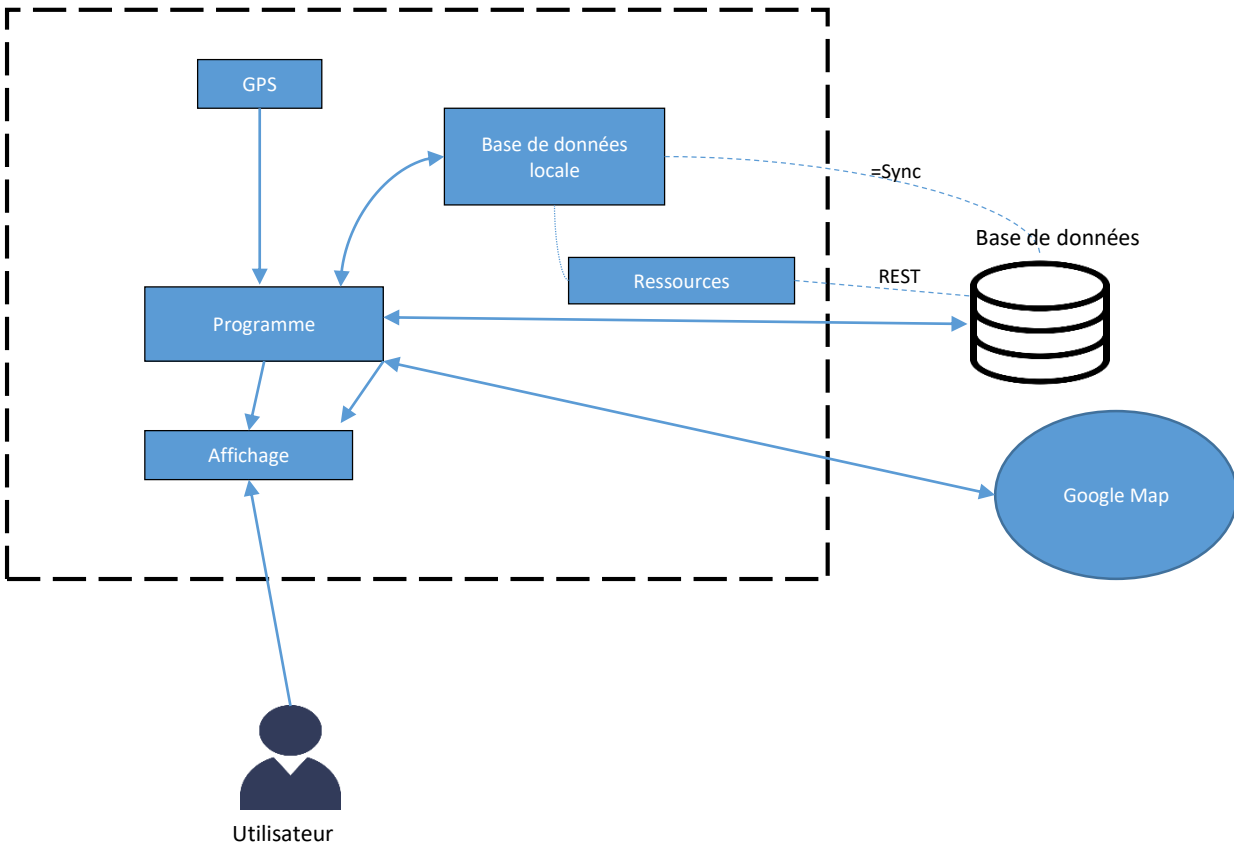 GPS
Base de données
locale
=Sync
Base de données
Ressources
REST
Programme
Affichage
Google Map
Utilisateur